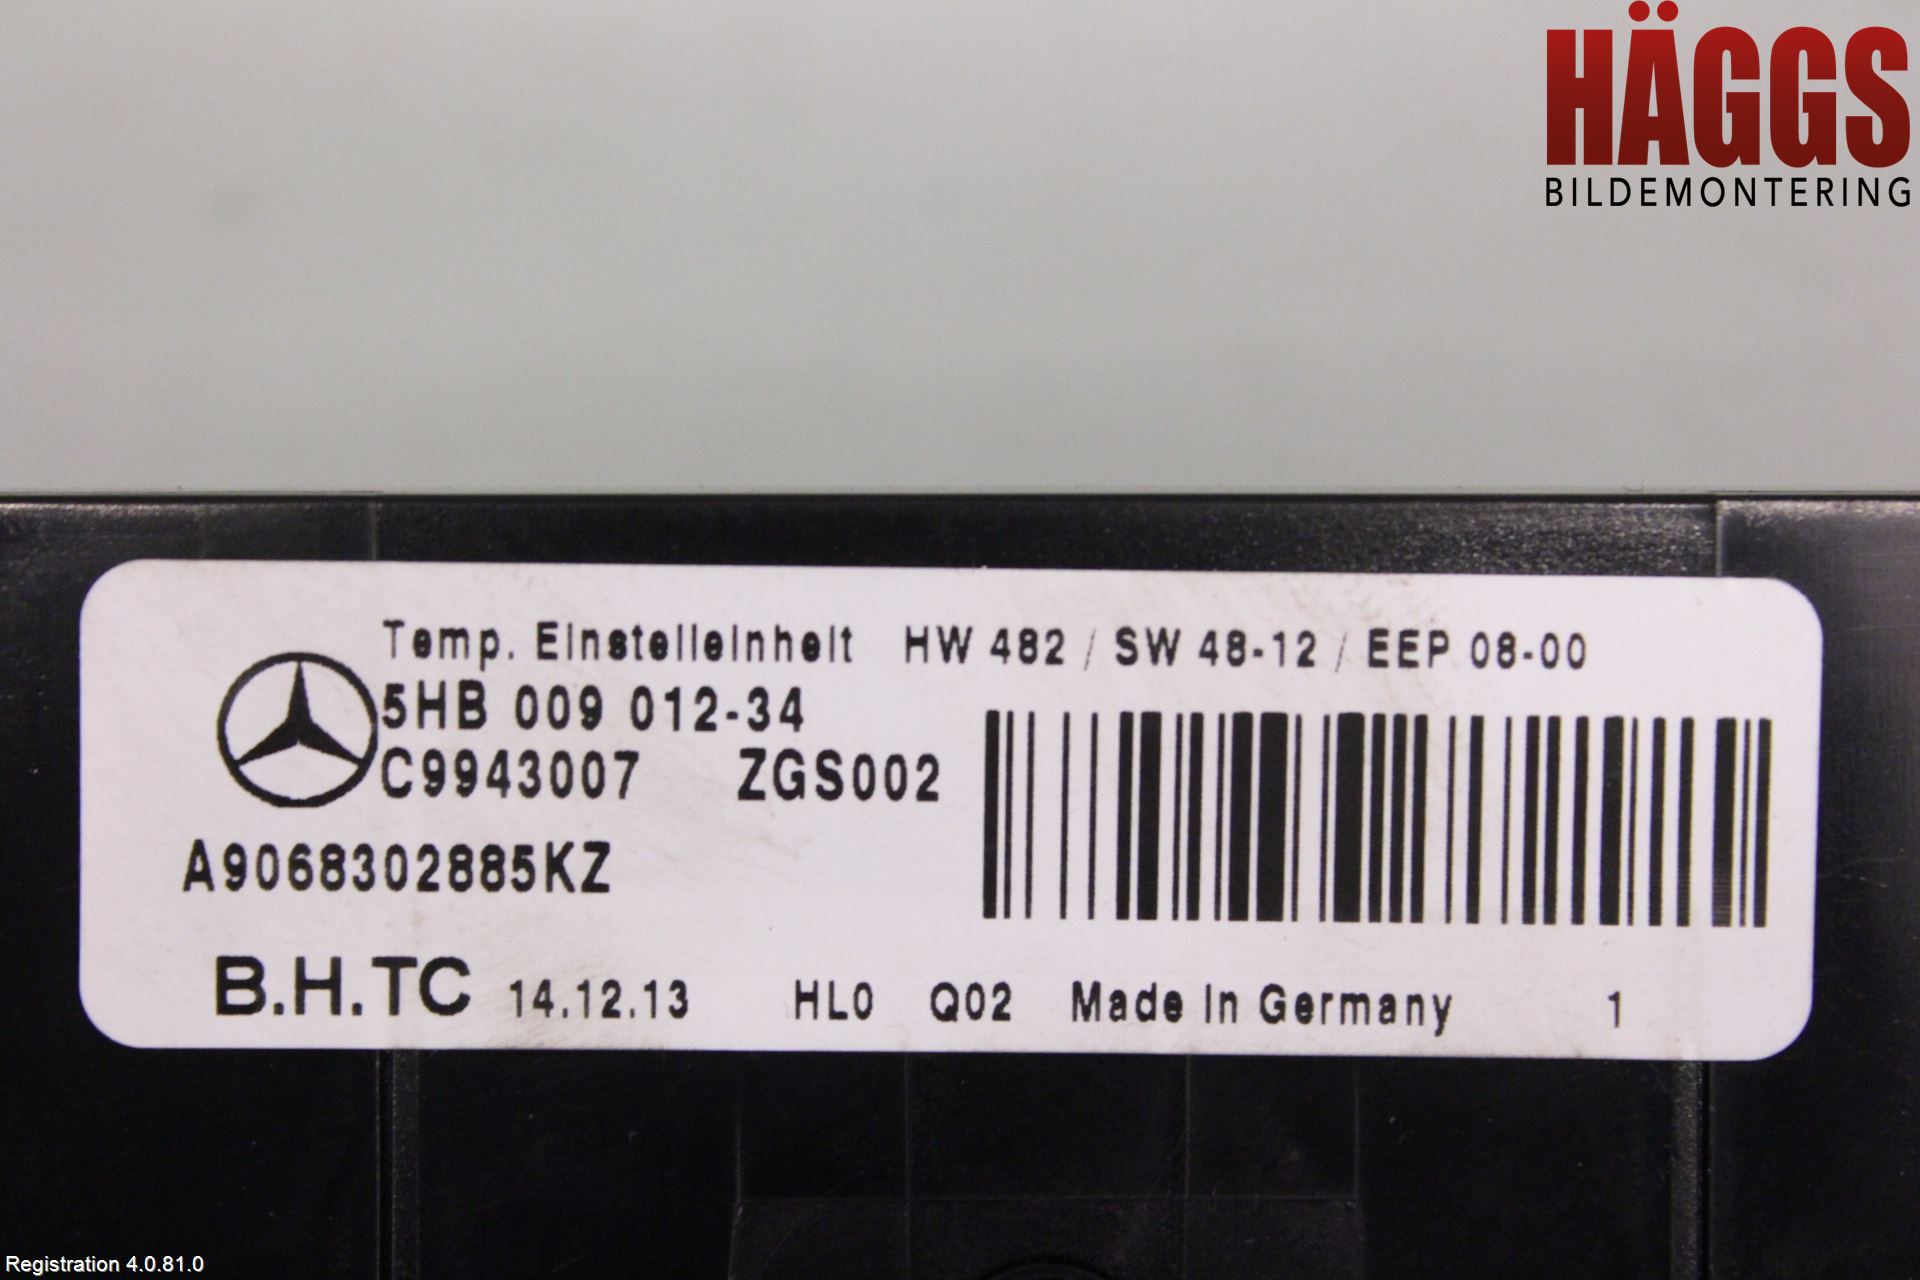 HÄGGS
BILDEMONTERING
Temp. Einstelleinheit HW 482 / SW 48-12 / EEP 08-00
5HB 009 012-34
C9943007 ZGS002
A9068302885KZ
B.H.TC 14.12.13 HL0 Q02 Made in Germany 1
Registration 4.0.81.0